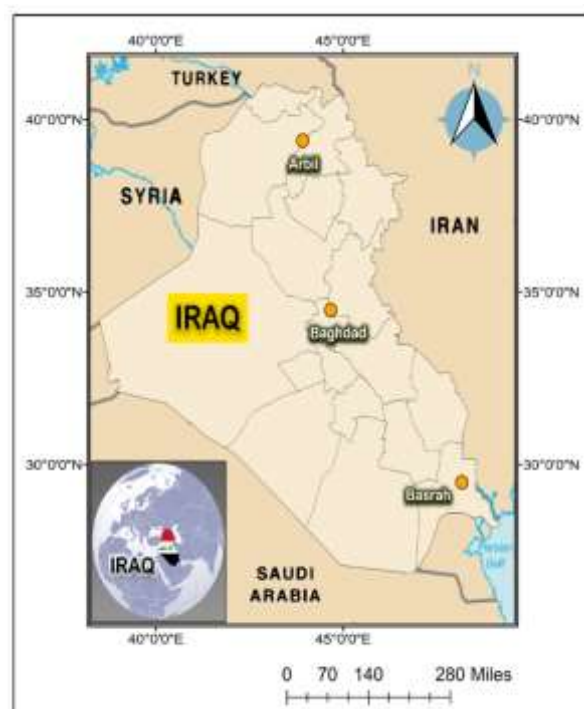 40°0'0"E 45°0'0"E
TURKEY
N
40°0'0"N 40°0'0"N
Arbil
SYRIA
IRAN
35°0'0"N 35°0'0"N
IRAQ
Baghdad
30°0'0"N 30°0'0"N
Basrah
IRAQ
Gulf
SAUDI
ARABIA
40°0'0"E 45°0'0"E
0 70 140 280 Miles